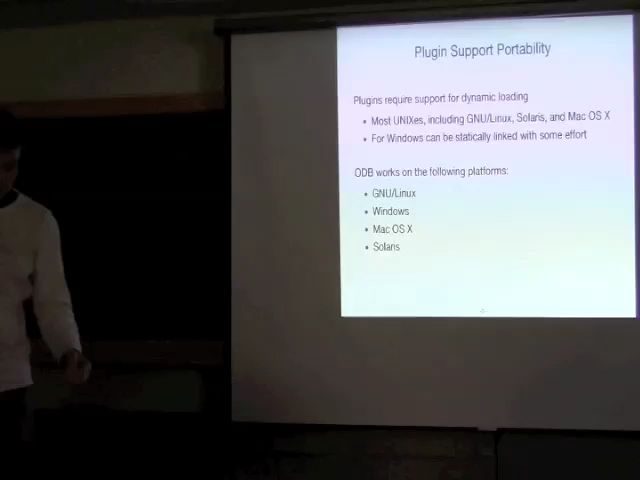 Plugin Support Portability
Plugins require support for dynamic loading
• Most UNIXes, including GNU/Linux, Solaris, and Mac OS X
• For Windows can be statically linked with some effort
ODB works on the following platforms:
• GNU/Linux
• Windows
• Mac OS X
• Solaris